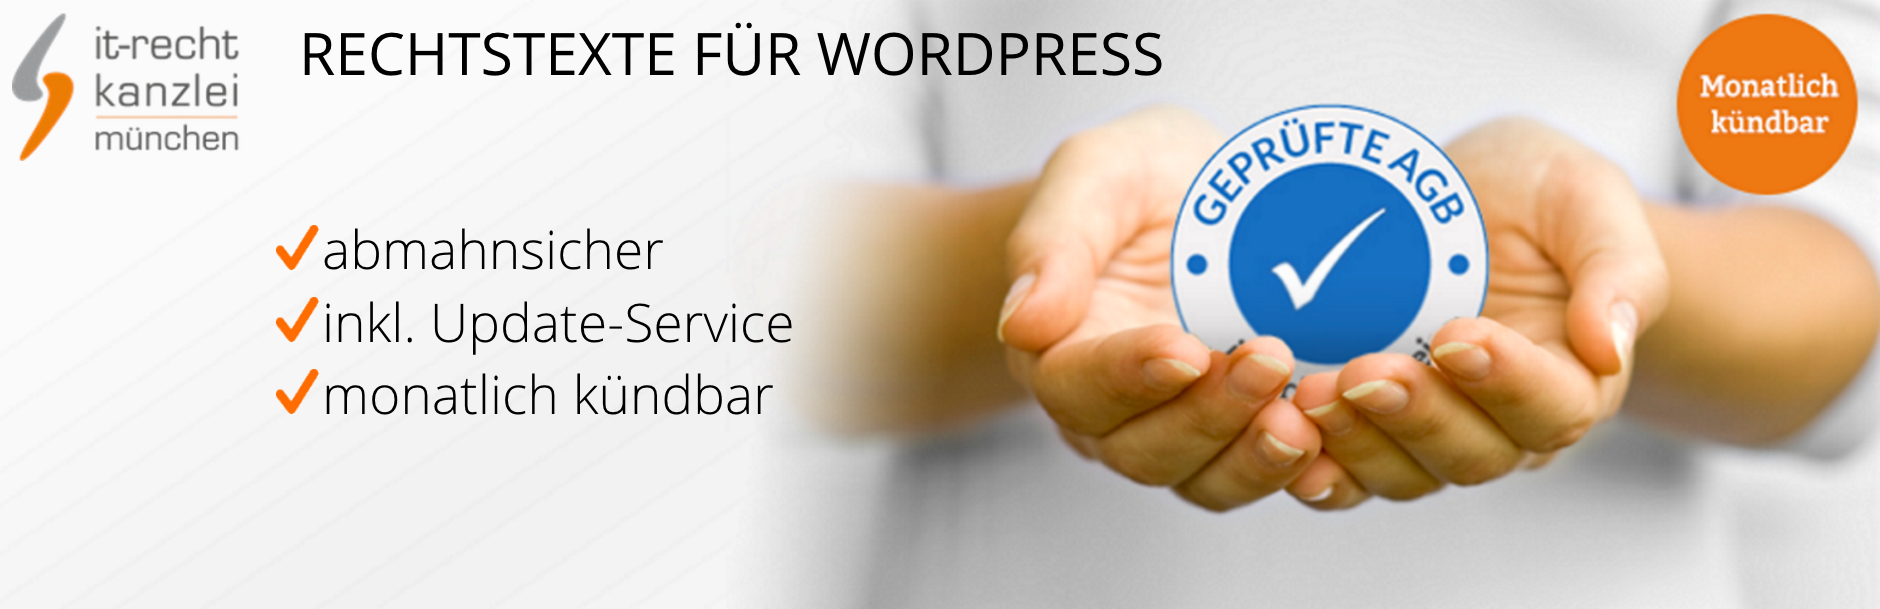 it-recht
kanzlei
münchen
RECHTSTEXTE FÜR WORDPRESS
Monatlich
kündbar
GEPRÜFTE AGB
abmahnsicher
inkl. Update-Service
monatlich kündbar